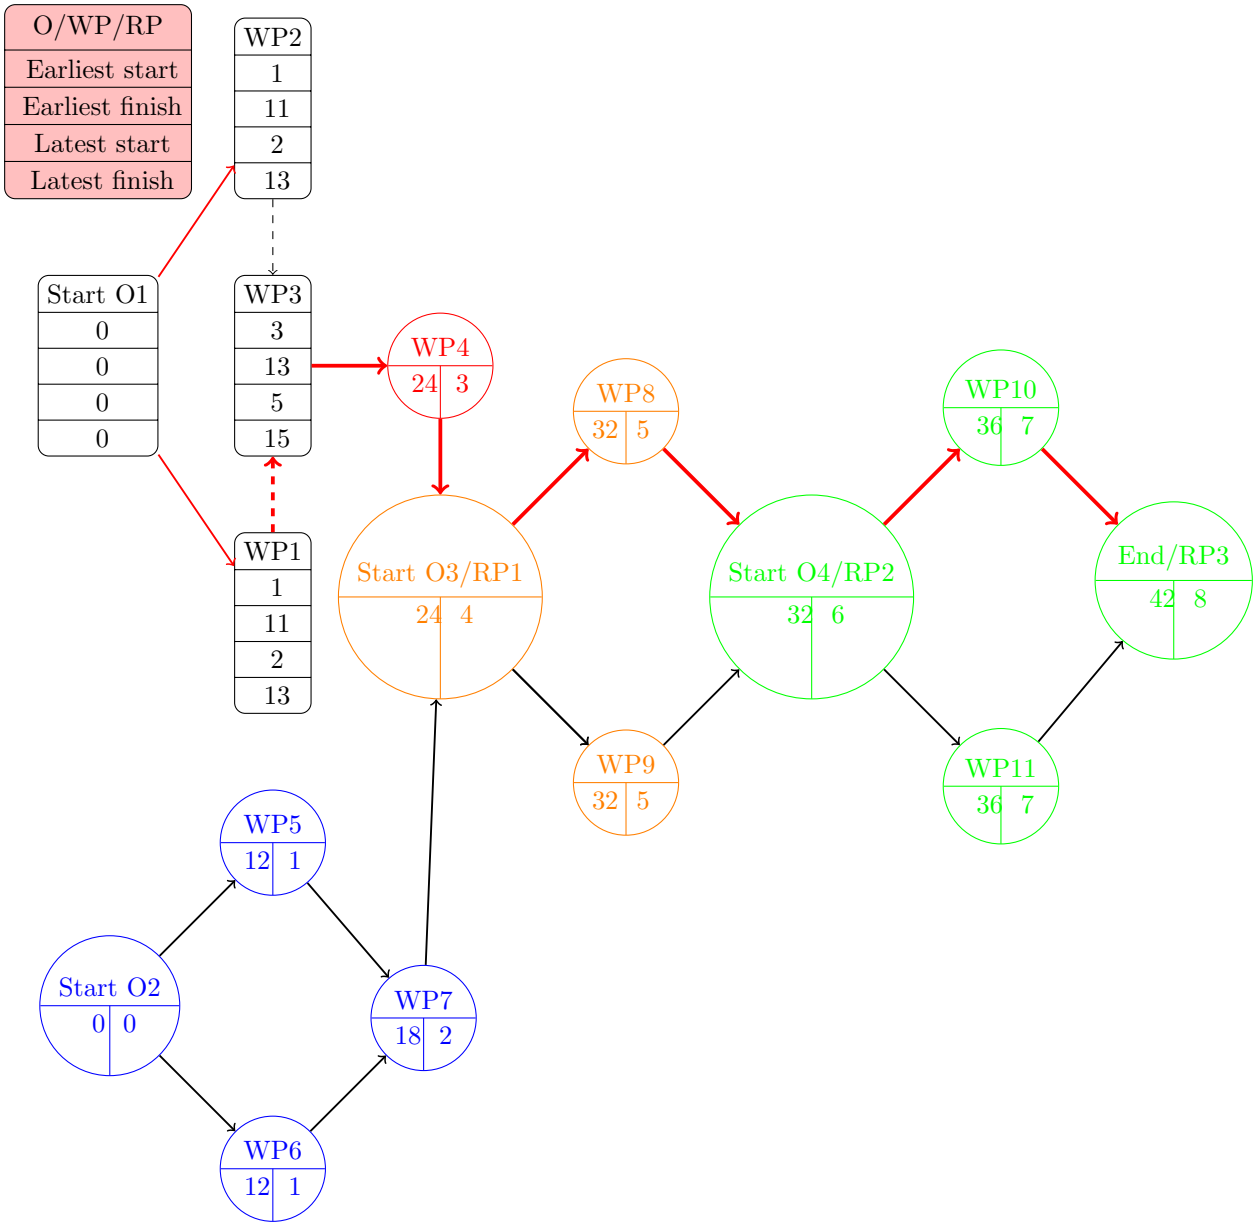 O/WP/RP
Earliest start
Earliest finish
Latest start
Latest finish
WP2
1
11
2
13
Start O1
0
0
0
0
WP3
3
13
5
15
WP1
1
11
2
13
WP4
24 3
WP8
32 5
WP10
36 7
Start O3/RP1
24 4
Start O4/RP2
32 6
End/RP3
42 8
WP9
32 5
WP11
36 7
WP5
12 1
Start O2
0 0
WP7
18 2
WP6
12 1